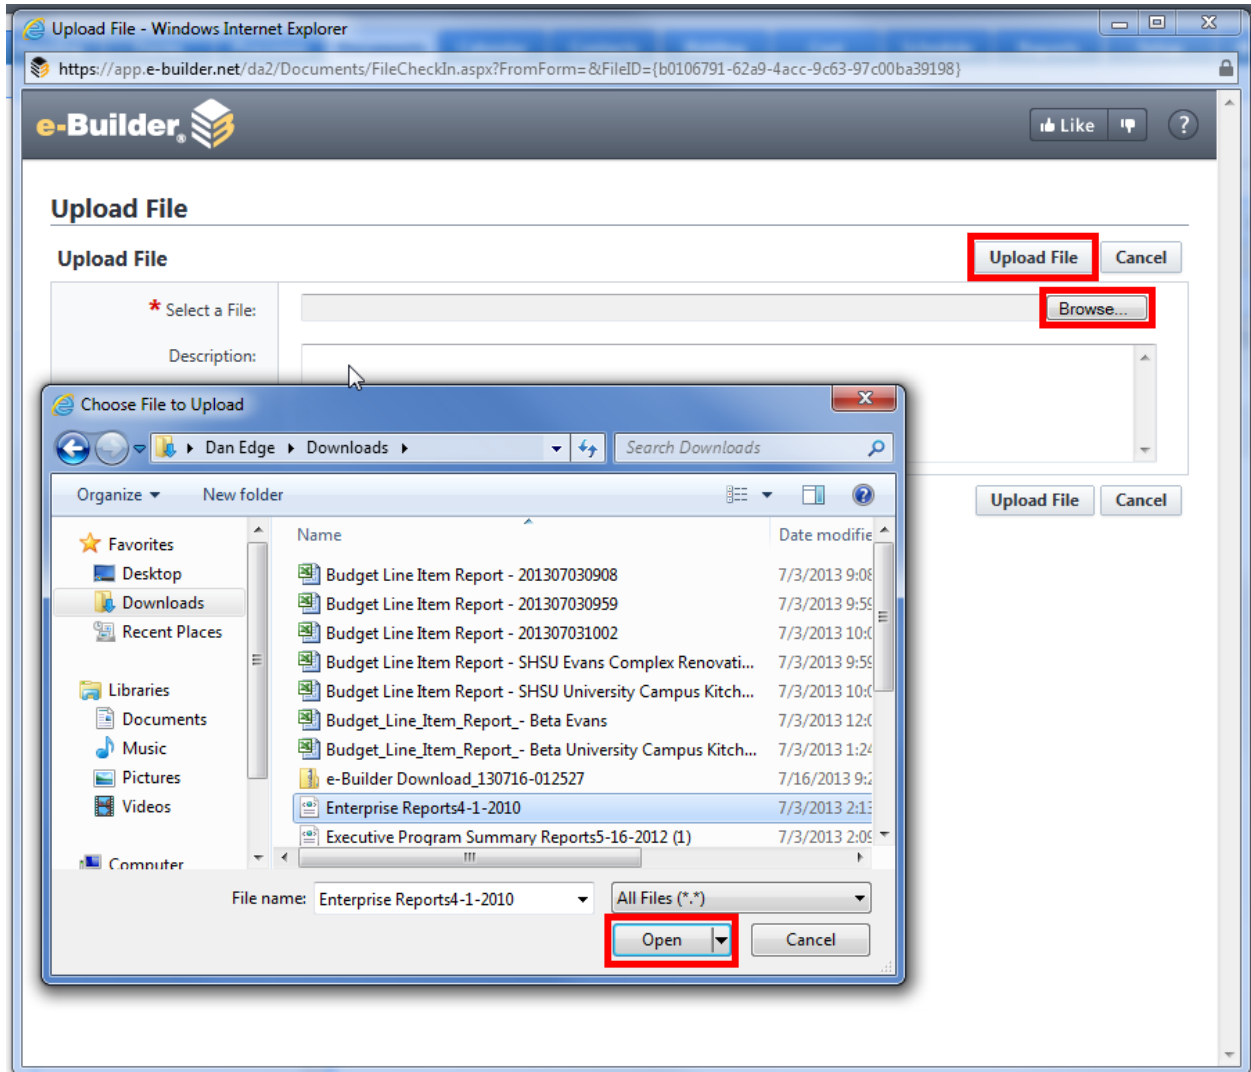 Upload File - Windows Internet Explorer
https://app.e-builder.net/da2/Documents/FileCheckIn.aspx?FromForm=&FileID={b0106791-62a9-4acc-9c63-97c00ba39198}
e-Builder®
Like
?
Upload File
Upload File
Upload File Cancel
* Select a File:
Browse...
Description:
Choose File to Upload
Dan Edge Downloads
Search Downloads
Organize New folder
Name Date modifie
Favorites
Desktop
Downloads
Recent Places
Libraries
Documents
Music
Pictures
Videos
Computer
Budget Line Item Report - 201307030908 7/3/2013 9:08
Budget Line Item Report - 201307030959 7/3/2013 9:59
Budget Line Item Report - 201307031002 7/3/2013 10:0
Budget Line Item Report - SHSU Evans Complex Renovati... 7/3/2013 9:59
Budget Line Item Report - SHSU University Campus Kitch... 7/3/2013 10:0
Budget_Line_Item_Report_- Beta Evans 7/3/2013 12:0
Budget_Line_Item_Report_- Beta University Campus Kitch... 7/3/2013 1:24
e-Builder Download_130716-012527 7/16/2013 9:2
Enterprise Reports4-1-2010 7/3/2013 2:13
Executive Program Summary Reports5-16-2012 (1) 7/3/2013 2:09
File name: Enterprise Reports4-1-2010 All Files (*.*)
Open Cancel
Upload File Cancel